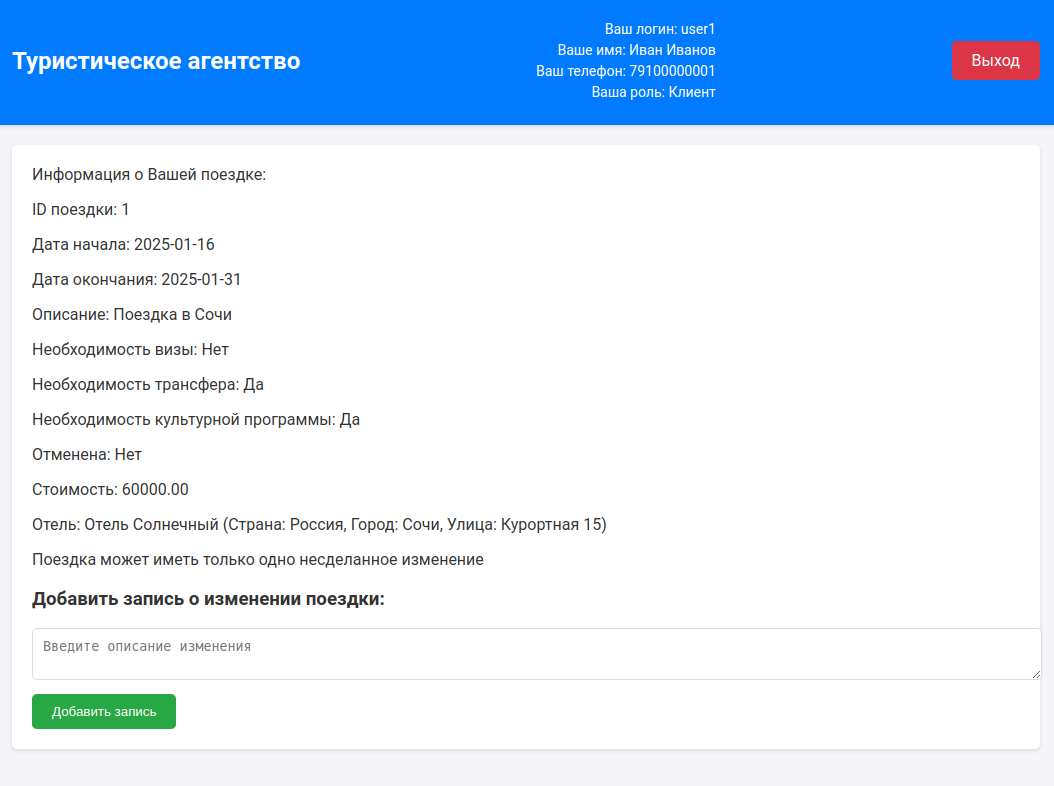 Туристическое агентство
Ваш логин: user1
Ваше имя: Иван Иванов
Ваш телефон: 79100000001
Ваша роль: Клиент
Выход
Информация о Вашей поездке:
ID поездки: 1
Дата начала: 2025-01-16
Дата окончания: 2025-01-31
Описание: Поездка в Сочи
Необходимость визы: Нет
Необходимость трансфера: Да
Необходимость культурной программы: Да
Отменена: Нет
Стоимость: 60000.00
Отель: Отель Солнечный (Страна: Россия, Город: Сочи, Улица: Курортная 15)
Поездка может иметь только одно несделанное изменение
Добавить запись о изменении поездки:
Введите описание изменения
Добавить запись